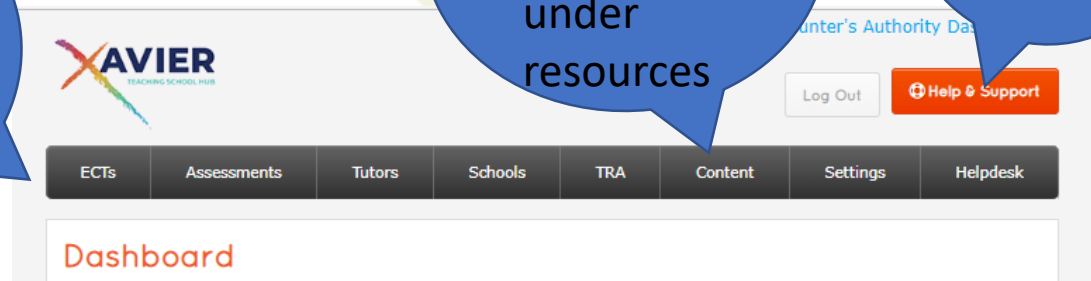 under
resources
unter's Authority Das
XAVIER
TEACHING SCHOOL HUB
Log Out
Help & Support
ECTs Assessments Tutors Schools TRA Content Settings Helpdesk
Dashboard